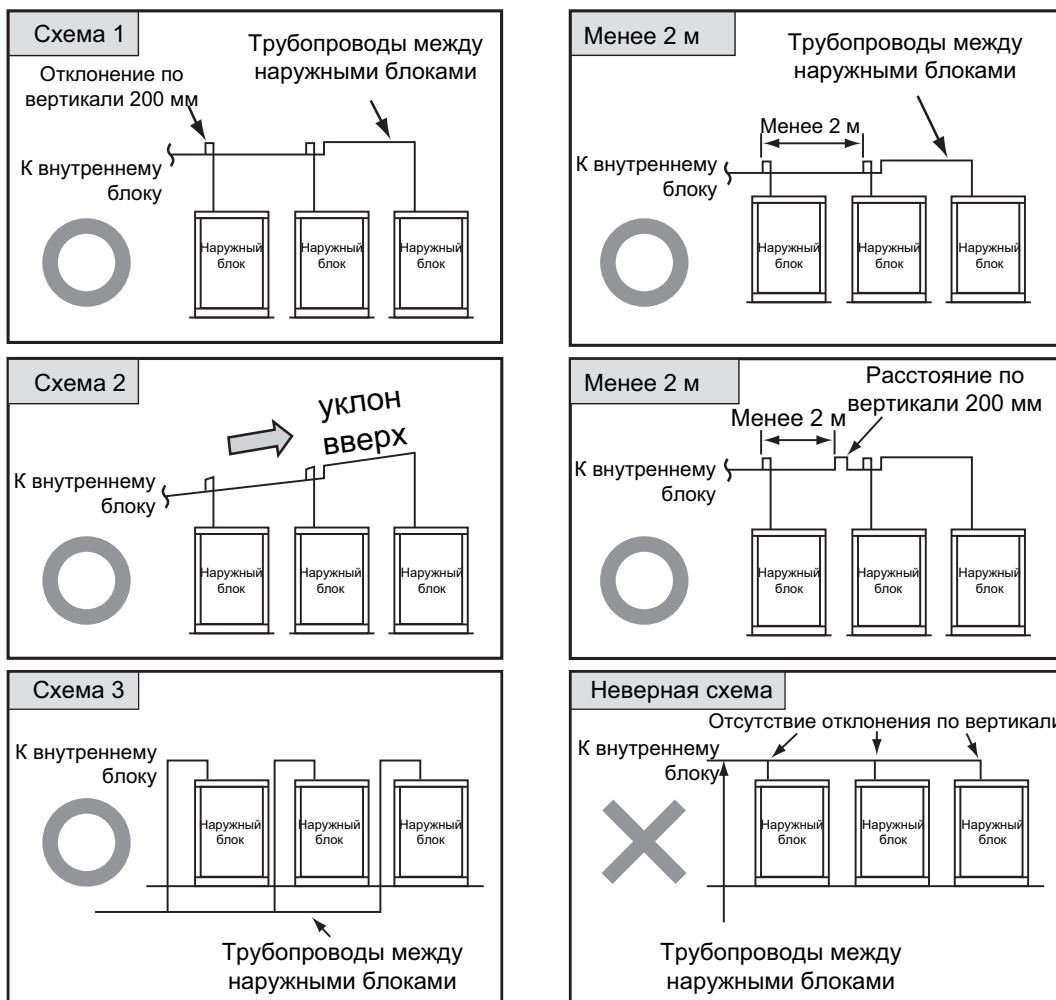 Схема 1
Трубопроводы между
наружными блоками
Отклонение по
вертикали 200 мм
К внутреннему
блоку
Наружный
блок
Наружный
блок
Наружный
блок
Менее 2 м
Трубопроводы между
наружными блоками
Менее 2 м
К внутреннему
блоку
Наружный
блок
Наружный
блок
Наружный
блок
Схема 2
уклон
вверх
К внутреннему
блоку
Наружный
блок
Наружный
блок
Наружный
блок
Менее 2 м
Расстояние по
вертикали 200 мм
Менее 2 м
К внутреннему
блоку
Наружный
блок
Наружный
блок
Наружный
блок
Схема 3
К внутреннему
блоку
Наружный
блок
Наружный
блок
Наружный
блок
Трубопроводы между
наружными блоками
Неверная схема
Отсутствие отклонения по вертикали
К внутреннему
блоку
Наружный
блок
Наружный
блок
Наружный
блок
Трубопроводы между
наружными блоками